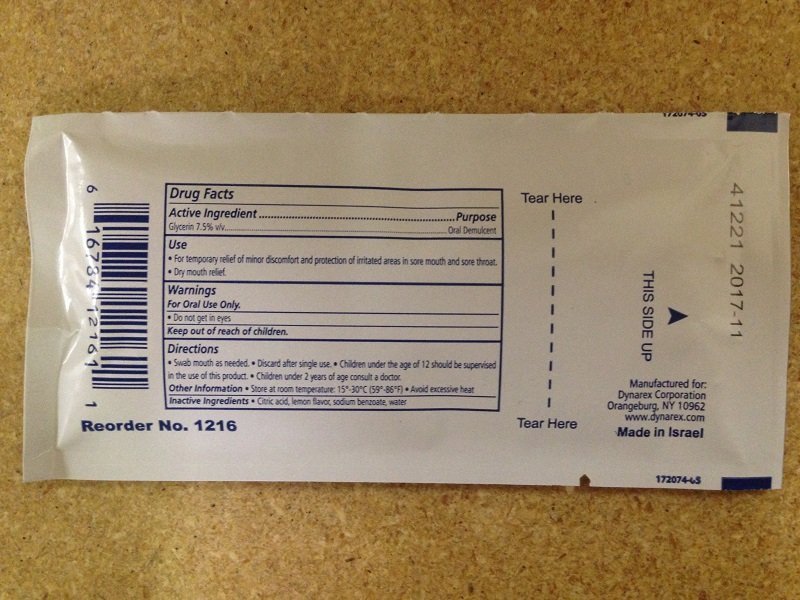 Drug Facts
Active Ingredient ........ Purpose
Glycerin 7.5% v/v ........ Oral Demulcent
Use
• For temporary relief of minor discomfort and protection of irritated areas in sore mouth and sore throat.
• Dry mouth relief.
Warnings
For Oral Use Only.
• Do not get in eyes
Keep out of reach of children.
Directions
• Swab mouth as needed. • Discard after single use. • Children under the age of 12 should be supervised
in the use of this product. • Children under 2 years of age consult a doctor.
Other Information • Store at room temperature: 15°-30°C (59°-86°F) • Avoid excessive heat
Inactive Ingredients • Citric acid, lemon flavor, sodium benzoate, water
6 16784 12161 1
Reorder No. 1216
Tear Here
Tear Here
THIS SIDE UP
41221 2017-11
Manufactured for:
Dynarex Corporation
Orangeburg, NY 10962
www.dynarex.com
Made in Israel
172074-05
172074-05